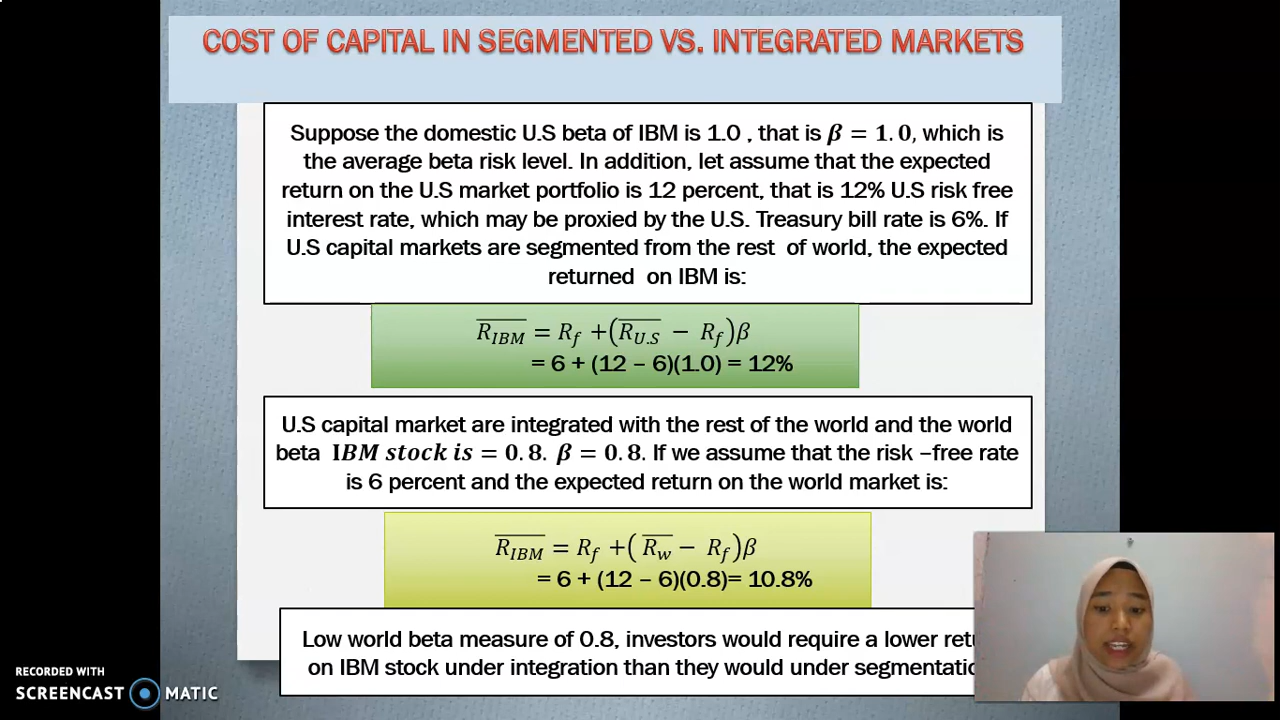 COST OF CAPITAL IN SEGMENTED VS. INTEGRATED MARKETS
Suppose the domestic U.S beta of IBM is 1.0 , that is β = 1.0, which is
the average beta risk level. In addition, let assume that the expected
return on the U.S market portfolio is 12 percent, that is 12% U.S risk free
interest rate, which may be proxied by the U.S. Treasury bill rate is 6%. If
U.S capital markets are segmented from the rest of world, the expected
returned on IBM is:
R̅_IBM = R_f +(R̅_U.S − R_f)β
= 6 + (12 – 6)(1.0) = 12%
U.S capital market are integrated with the rest of the world and the world
beta IBM stock is = 0.8. β = 0.8. If we assume that the risk –free rate
is 6 percent and the expected return on the world market is:
R̅_IBM = R_f +( R̅_w − R_f)β
= 6 + (12 – 6)(0.8)= 10.8%
Low world beta measure of 0.8, investors would require a lower
on IBM stock under integration than they would under
RECORDED WITH
SCREENCAST MATIC